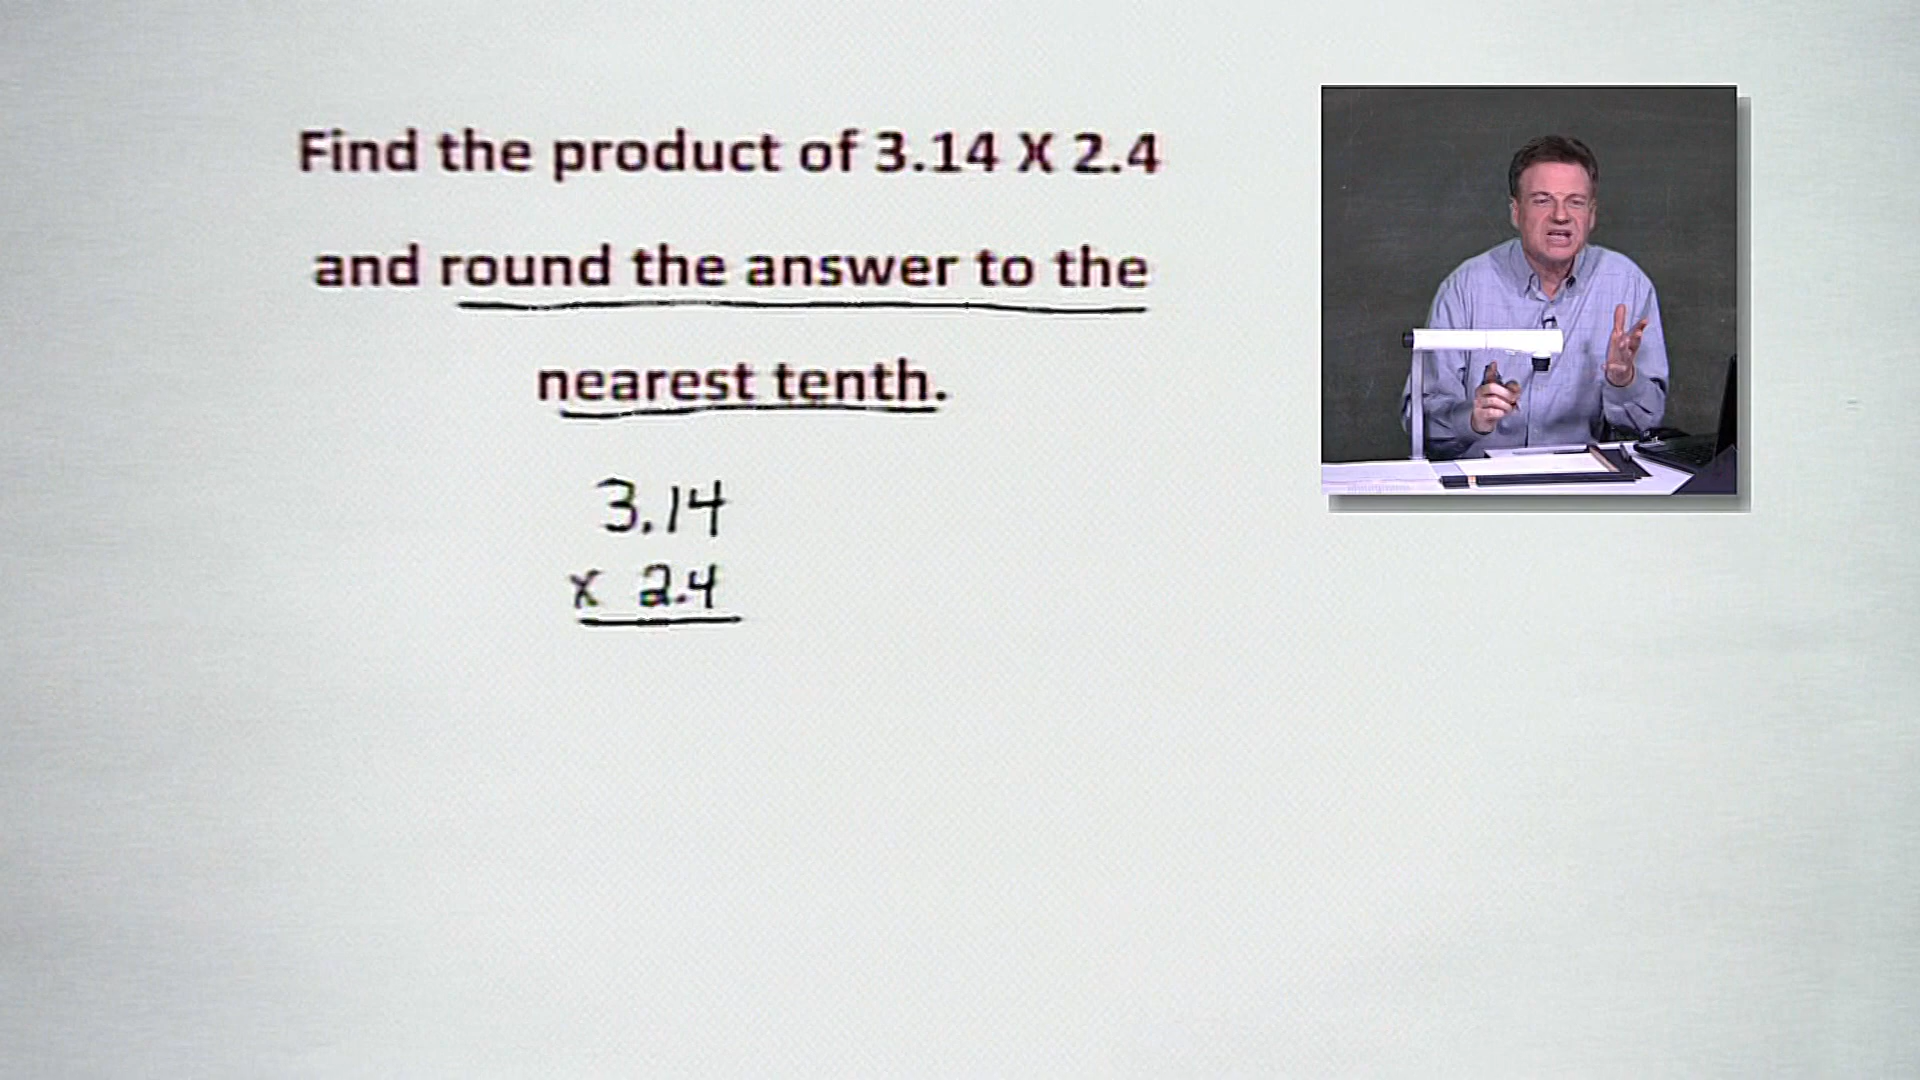 Find the product of 3.14 X 2.4
and round the answer to the
nearest tenth.
3.14
x 2.4